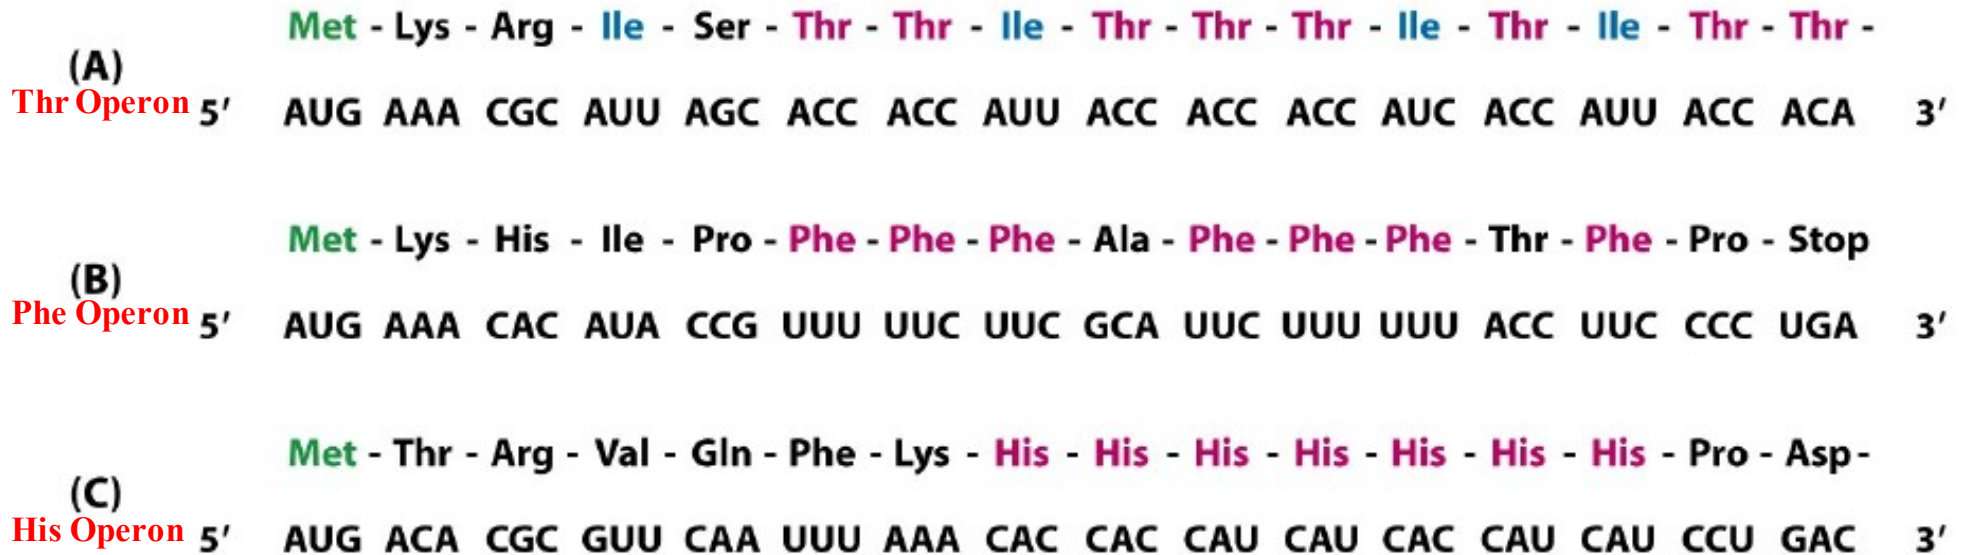 Met - Lys - Arg - Ile - Ser - Thr - Thr - Ile - Thr - Thr - Thr - Ile - Thr - Ile - Thr - Thr -
(A)
Thr Operon 5′ AUG AAA CGC AUU AGC ACC ACC AUU ACC ACC ACC AUC ACC AUU ACC ACA 3′
Met - Lys - His - Ile - Pro - Phe - Phe - Phe - Ala - Phe - Phe - Phe - Thr - Phe - Pro - Stop
(B)
Phe Operon 5′ AUG AAA CAC AUA CCG UUU UUC UUC GCA UUC UUU UUU ACC UUC CCC UGA 3′
Met - Thr - Arg - Val - Gln - Phe - Lys - His - His - His - His - His - His - His - Pro - Asp -
(C)
His Operon 5′ AUG ACA CGC GUU CAA UUU AAA CAC CAC CAU CAU CAC CAU CAU CCU GAC 3′